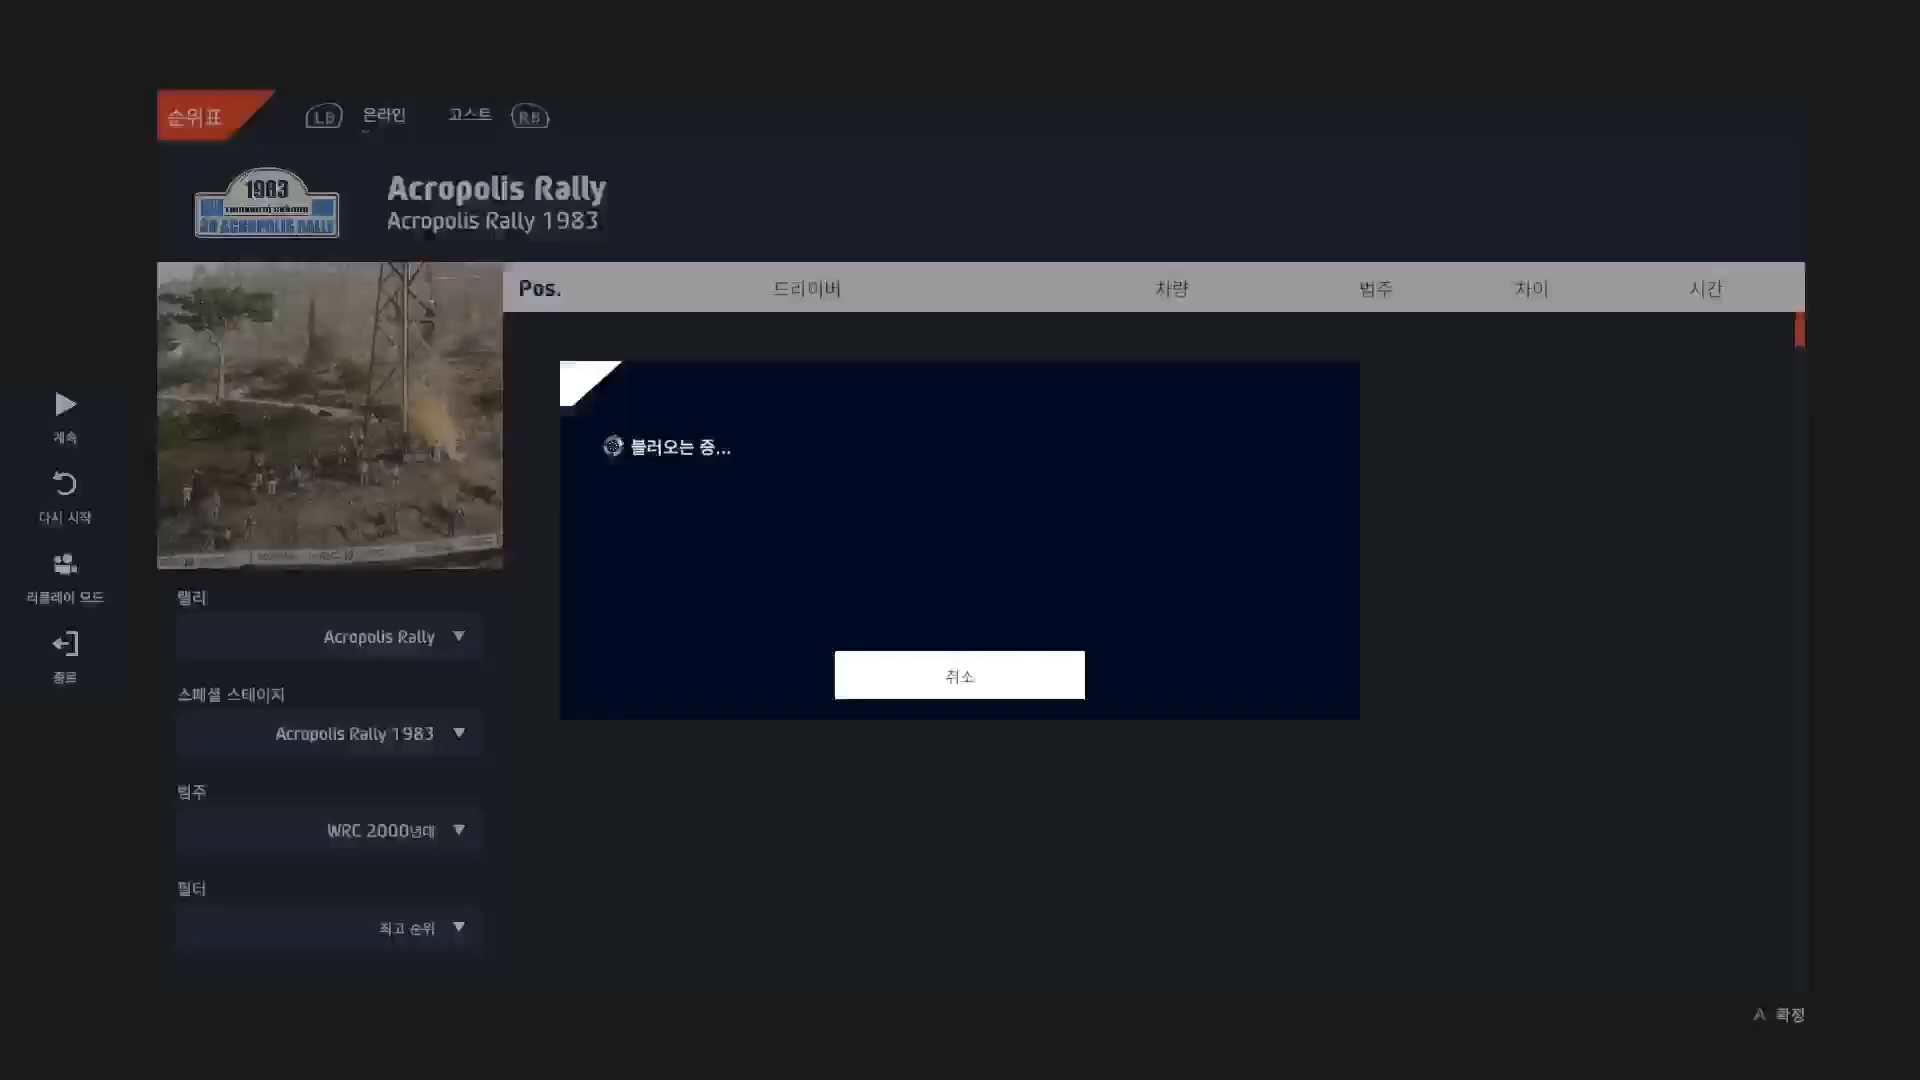 순위표
LB 온라인 고스트 RB
1983
ACROPOLIS RALLY
Acropolis Rally
Acropolis Rally 1983
Pos. 드라이버 차량 범주 차이 시간
계속
다시 시작
리플레이 모드
종료
불러오는 중...
취소
랠리
Acropolis Rally
스페셜 스테이지
Acropolis Rally 1983
범주
WRC 2000년대
필터
최고 순위
A 확정